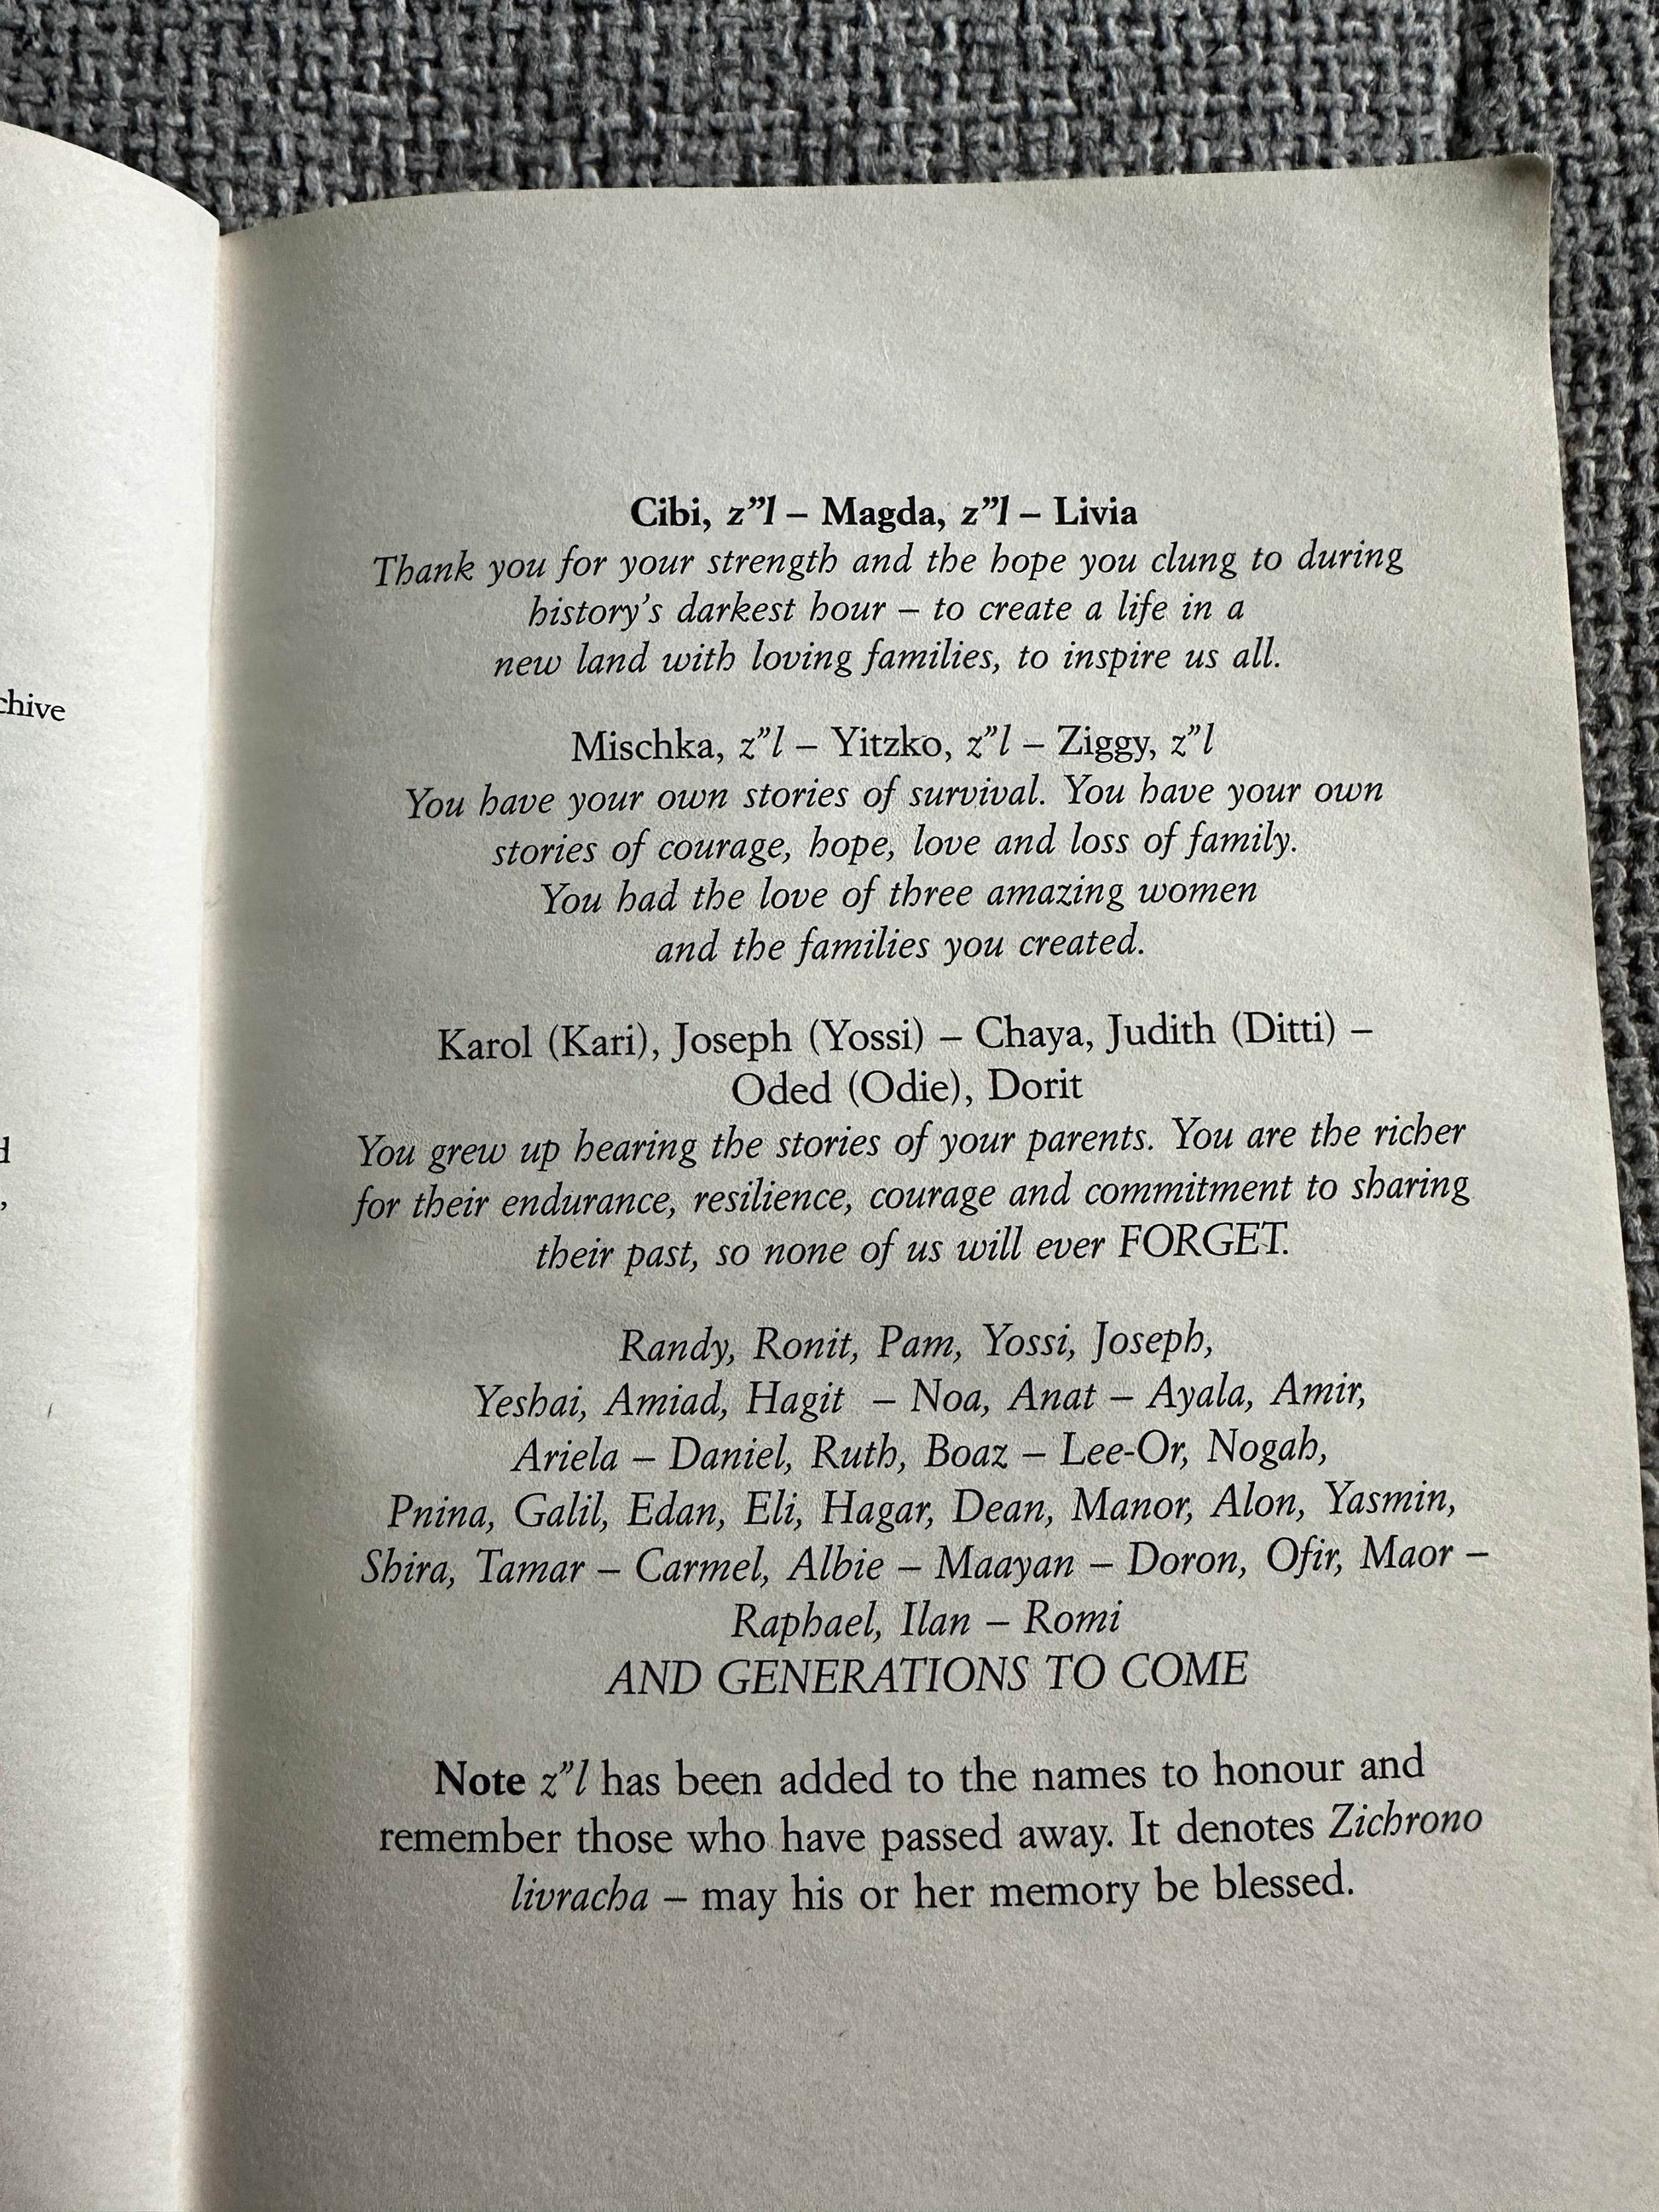 chive
d
,
Cibi, z”l – Magda, z”l – Livia
Thank you for your strength and the hope you clung to during
history’s darkest hour – to create a life in a
new land with loving families, to inspire us all.
Mischka, z”l – Yitzko, z”l – Ziggy, z”l
You have your own stories of survival. You have your own
stories of courage, hope, love and loss of family.
You had the love of three amazing women
and the families you created.
Karol (Kari), Joseph (Yossi) – Chaya, Judith (Ditti) –
Oded (Odie), Dorit
You grew up hearing the stories of your parents. You are the richer
for their endurance, resilience, courage and commitment to sharing
their past, so none of us will ever FORGET.
Randy, Ronit, Pam, Yossi, Joseph,
Yeshai, Amiad, Hagit – Noa, Anat – Ayala, Amir,
Ariela – Daniel, Ruth, Boaz – Lee-Or, Nogah,
Pnina, Galil, Edan, Eli, Hagar, Dean, Manor, Alon, Yasmin,
Shira, Tamar – Carmel, Albie – Maayan – Doron, Ofir, Maor –
Raphael, Ilan – Romi
AND GENERATIONS TO COME
Note z”l has been added to the names to honour and
remember those who have passed away. It denotes Zichrono
livracha – may his or her memory be blessed.